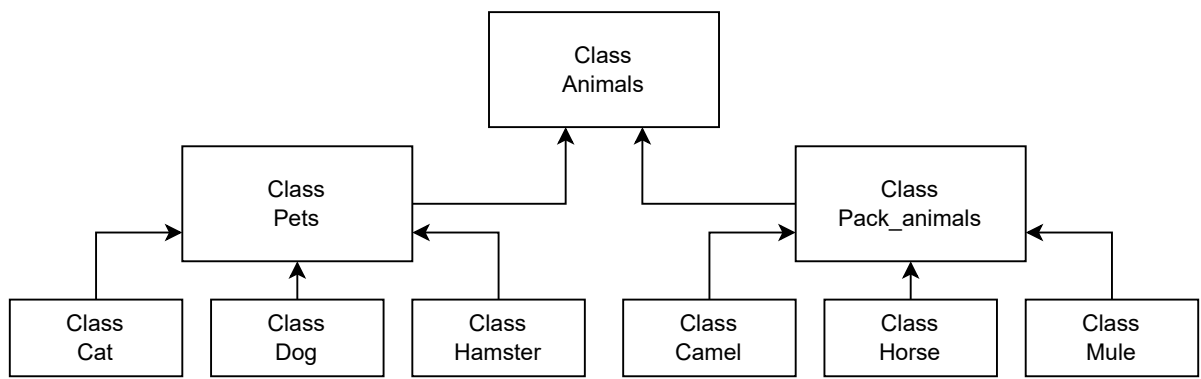 Class
Animals
Class
Pets
Class
Pack_animals
Class
Cat
Class
Dog
Class
Hamster
Class
Camel
Class
Horse
Class
Mule